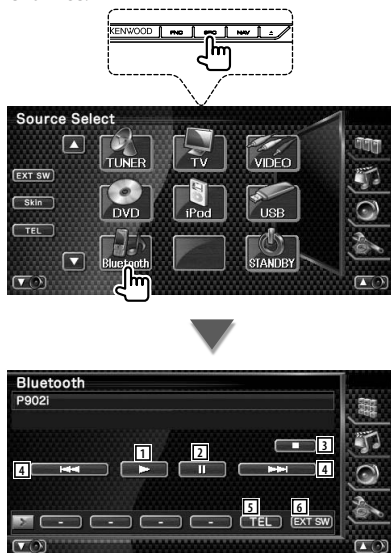 KENWOOD FNC SRC NAV
Source Select
TUNER TV VIDEO
EXT SW
Skin
DVD iPod USB
TEL
Bluetooth STANDBY
Bluetooth
P902i
1 2 3
4 4
5 6
TEL EXT SW